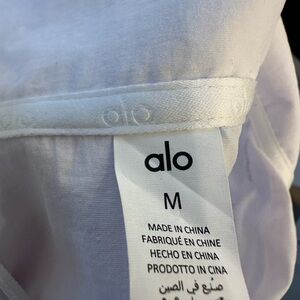 alo
alo
M
MADE IN CHINA
FABRIQUÉ EN CHINE
HECHO EN CHINA
PRODOTTO IN CINA
صنع في الصين